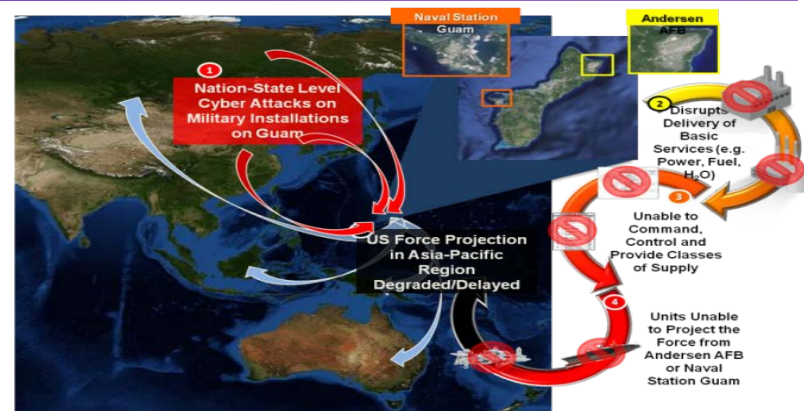 Naval Station
Guam
Andersen
AFB
1
Nation-State Level
Cyber Attacks on
Military Installations
on Guam
2
Disrupts
Delivery of
Basic
Services (e.g.
Power, Fuel,
H₂O)
3
Unable to
Command,
Control and
Provide Classes
of Supply
US Force Projection
in Asia-Pacific
Region
Degraded/Delayed
4
Units Unable
to Project the
Force from
Andersen AFB
or Naval
Station Guam